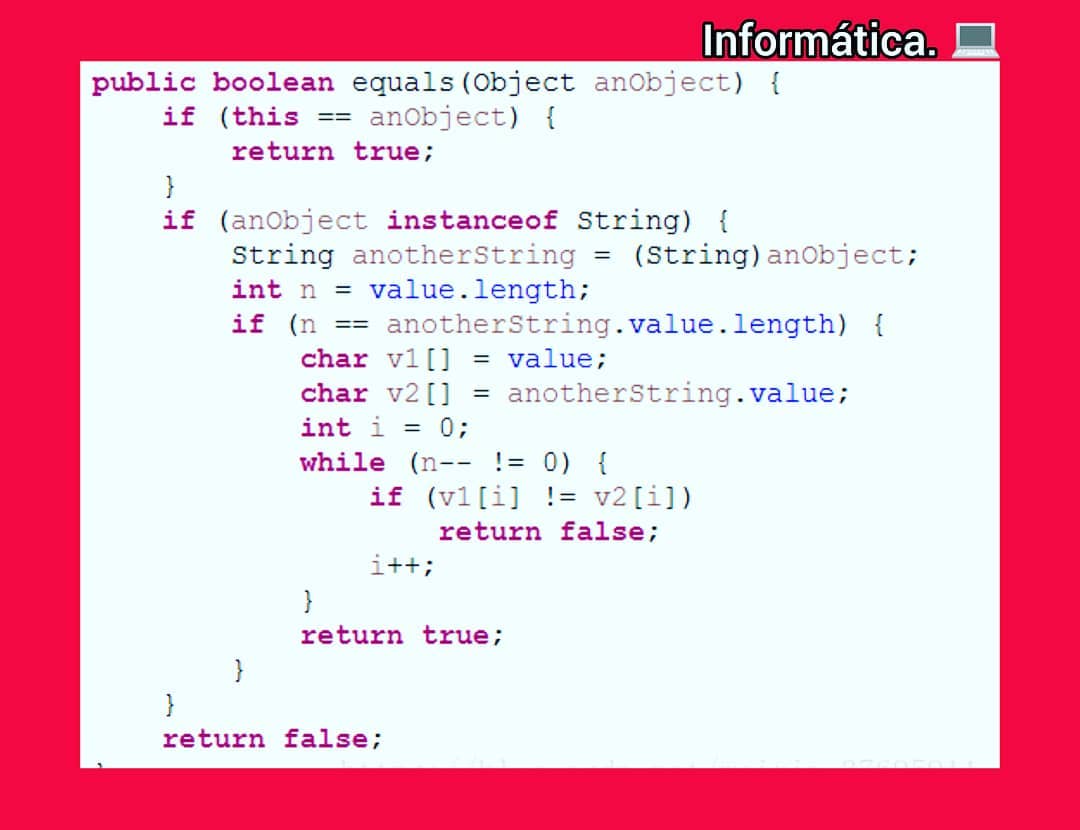 Informática. 💻
public boolean equals(Object anObject) {
    if (this == anObject) {
        return true;
    }
    if (anObject instanceof String) {
        String anotherString = (String)anObject;
        int n = value.length;
        if (n == anotherString.value.length) {
            char v1[] = value;
            char v2[] = anotherString.value;
            int i = 0;
            while (n-- != 0) {
                if (v1[i] != v2[i])
                    return false;
                i++;
            }
            return true;
        }
    }
    return false;